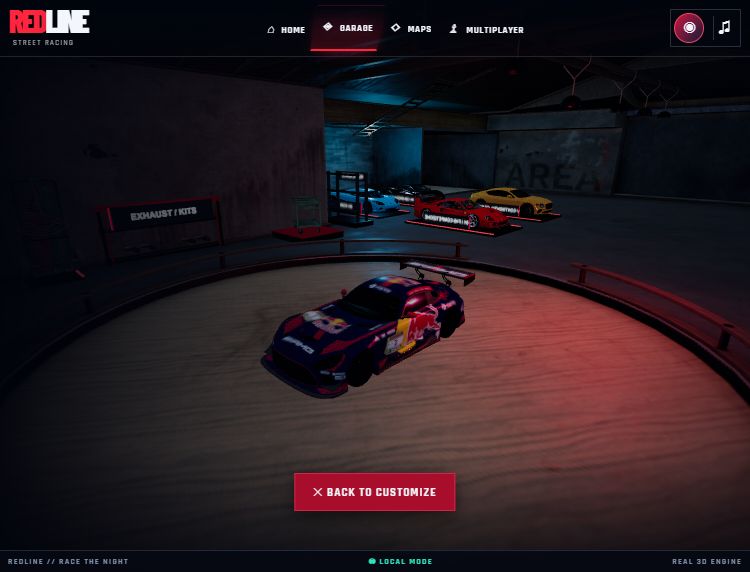 REDLINE
STREET RACING
HOME
GARAGE
MAPS
MULTIPLAYER
AREA
EXHAUST / KITS
AMG
BACK TO CUSTOMIZE
REDLINE // RACE THE NIGHT
LOCAL MODE
REAL 3D ENGINE